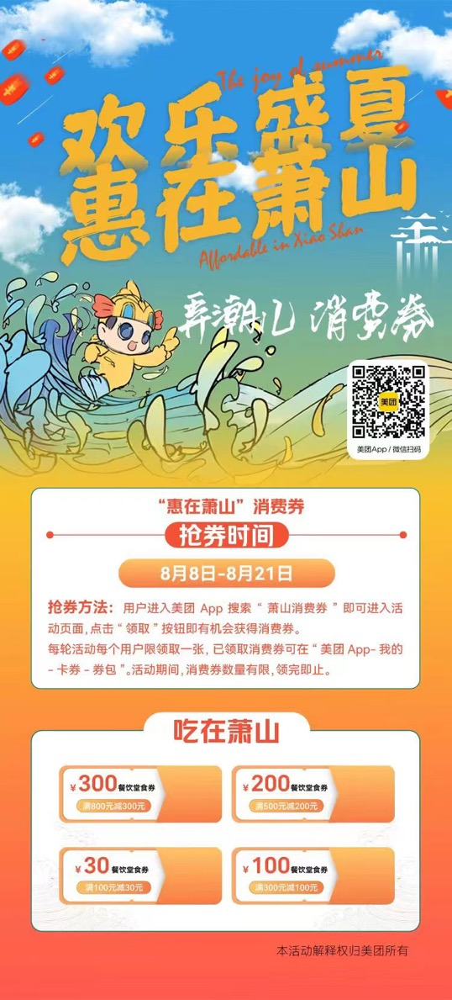 The joy of summer
欢乐盛夏
惠在萧山
Affordable in Xiao Shan
弄潮儿 消费券
美团
美团App / 微信扫码
“惠在萧山”消费券
抢券时间
8月8日-8月21日
抢券方法：用户进入美团 App 搜索“ 萧山消费券 ”即可进入活
动页面，点击“ 领取 ”按钮即有机会获得消费券。
每轮活动每个用户限领取一张，已领取消费券可在“ 美团 App- 我的
- 卡券 - 券包 ”。活动期间，消费券数量有限，领完即止。
吃在萧山
¥300餐饮堂食券
满800元减300元
¥200餐饮堂食券
满500元减200元
¥30餐饮堂食券
满100元减30元
¥100餐饮堂食券
满300元减100元
本活动解释权归美团所有